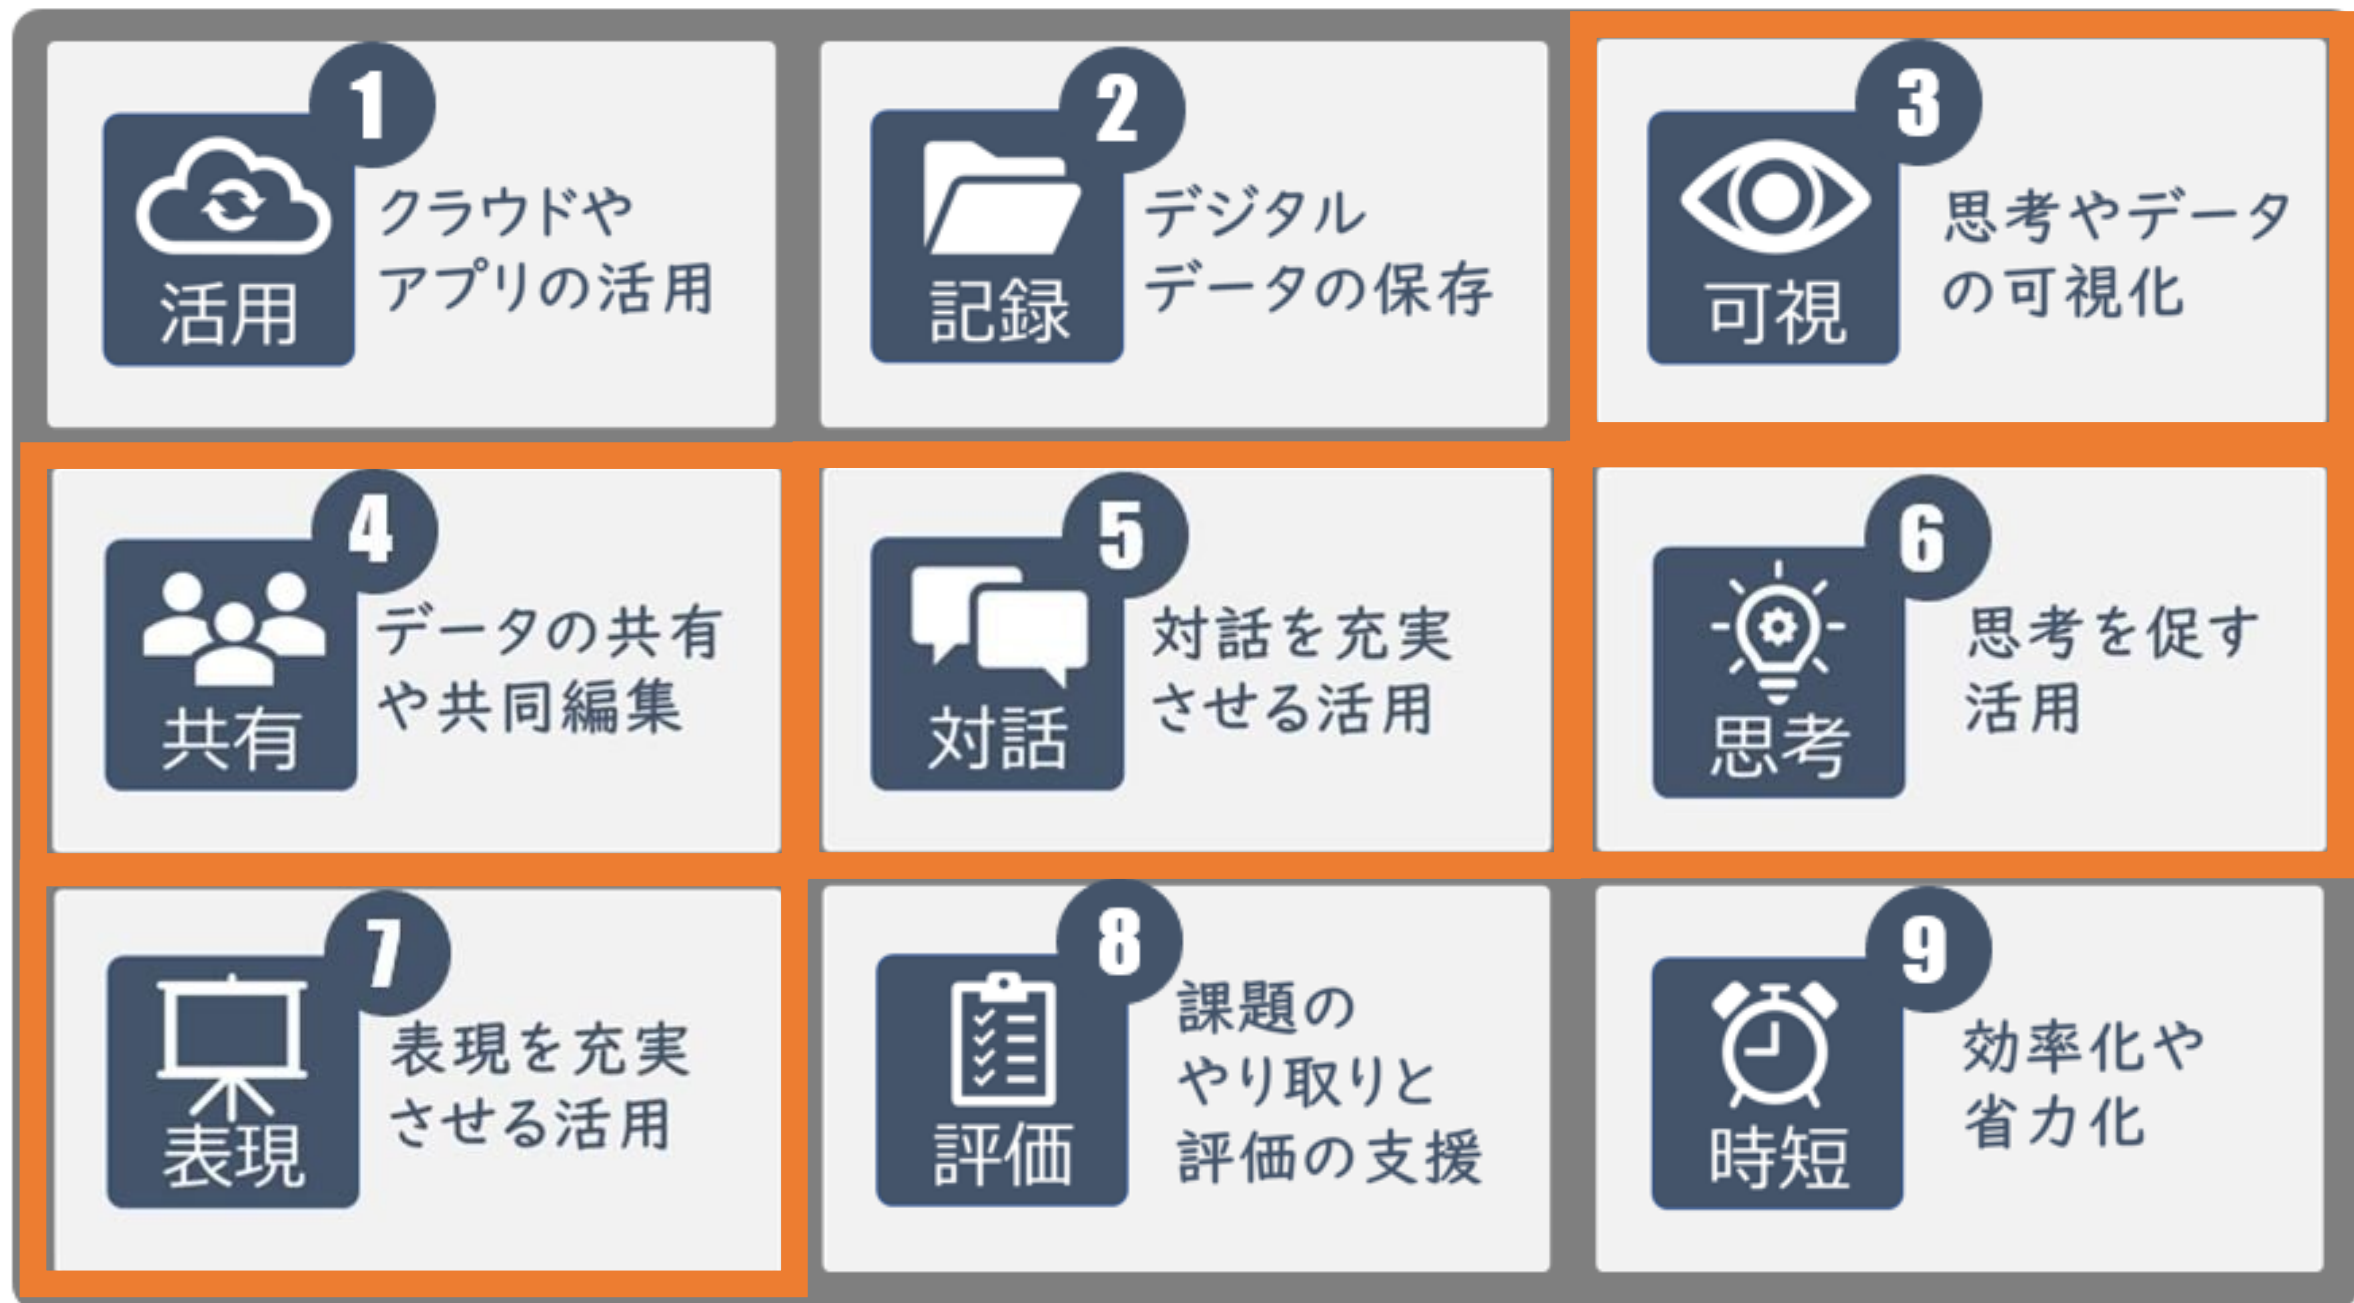 1
活用
クラウドや
アプリの活用
2
記録
デジタル
データの保存
3
可視
思考やデータ
の可視化
4
共有
データの共有
や共同編集
5
対話
対話を充実
させる活用
6
思考
思考を促す
活用
7
表現
表現を充実
させる活用
8
評価
課題の
やり取りと
評価の支援
9
時短
効率化や
省力化